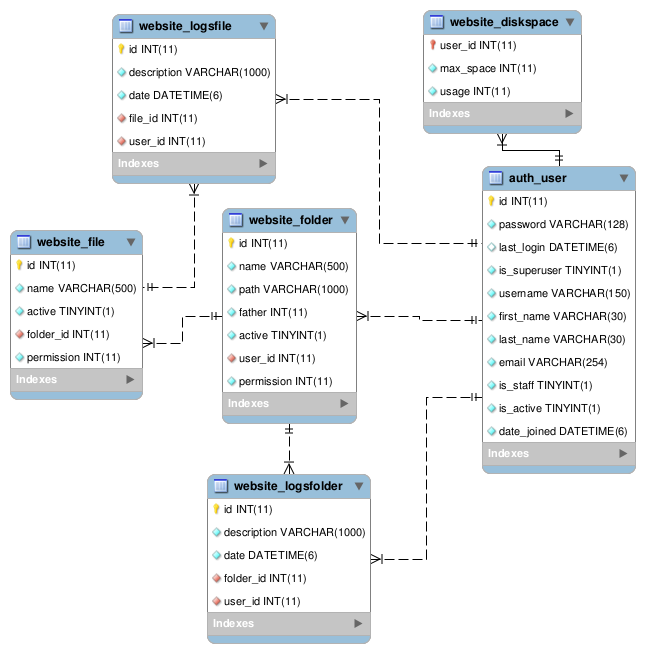 website_logsfile
id INT(11)
description VARCHAR(1000)
date DATETIME(6)
file_id INT(11)
user_id INT(11)
Indexes
website_diskspace
user_id INT(11)
max_space INT(11)
usage INT(11)
Indexes
auth_user
id INT(11)
password VARCHAR(128)
last_login DATETIME(6)
is_superuser TINYINT(1)
username VARCHAR(150)
first_name VARCHAR(30)
last_name VARCHAR(30)
email VARCHAR(254)
is_staff TINYINT(1)
is_active TINYINT(1)
date_joined DATETIME(6)
Indexes
website_folder
id INT(11)
name VARCHAR(500)
path VARCHAR(1000)
father INT(11)
active TINYINT(1)
user_id INT(11)
permission INT(11)
Indexes
website_file
id INT(11)
name VARCHAR(500)
active TINYINT(1)
folder_id INT(11)
permission INT(11)
Indexes
website_logsfolder
id INT(11)
description VARCHAR(1000)
date DATETIME(6)
folder_id INT(11)
user_id INT(11)
Indexes